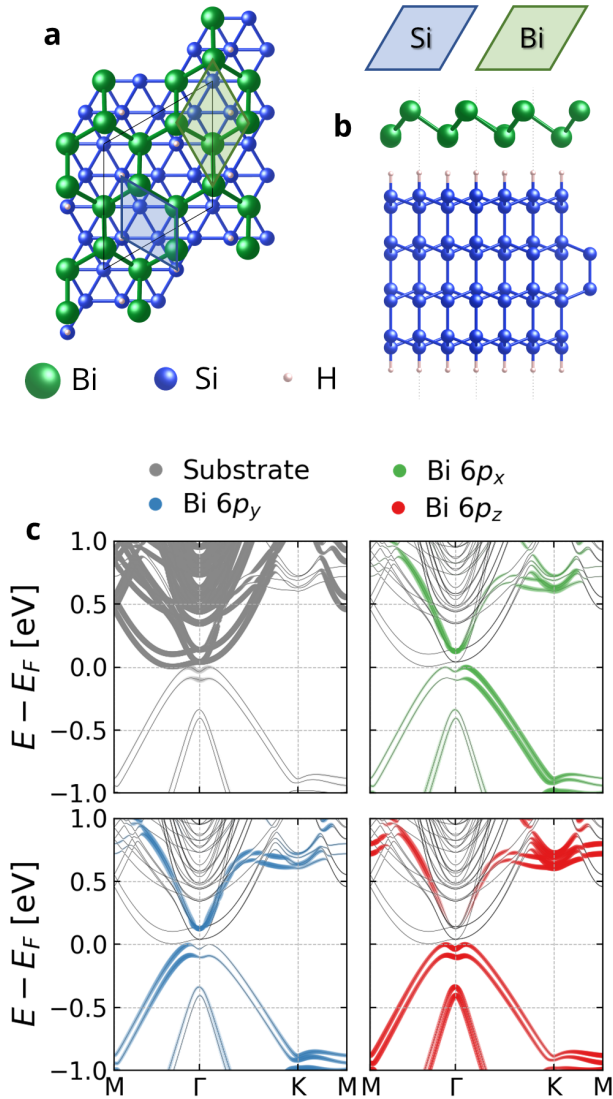 a
Si
Bi
b
Bi
Si
H
Substrate
Bi 6pₓ
Bi 6p_y
Bi 6p_z
c
E − E_F [eV]
1.0
0.5
0.0
−0.5
−1.0
E − E_F [eV]
1.0
0.5
0.0
−0.5
−1.0
M Γ K M
M Γ K M